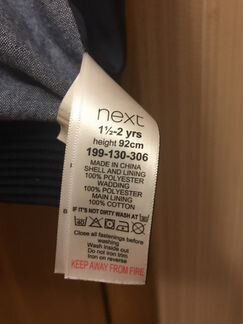 next
1½-2 yrs
height 92cm
199-130-306
MADE IN CHINA
SHELL AND LINING
100% POLYESTER
WADDING
100% POLYESTER
MAIN LINING
100% COTTON
IF IT'S NOT DIRTY WASH AT
Close all fastenings before
washing
Wash inside out
Do not iron trim
Iron on reverse
KEEP AWAY FROM FIRE